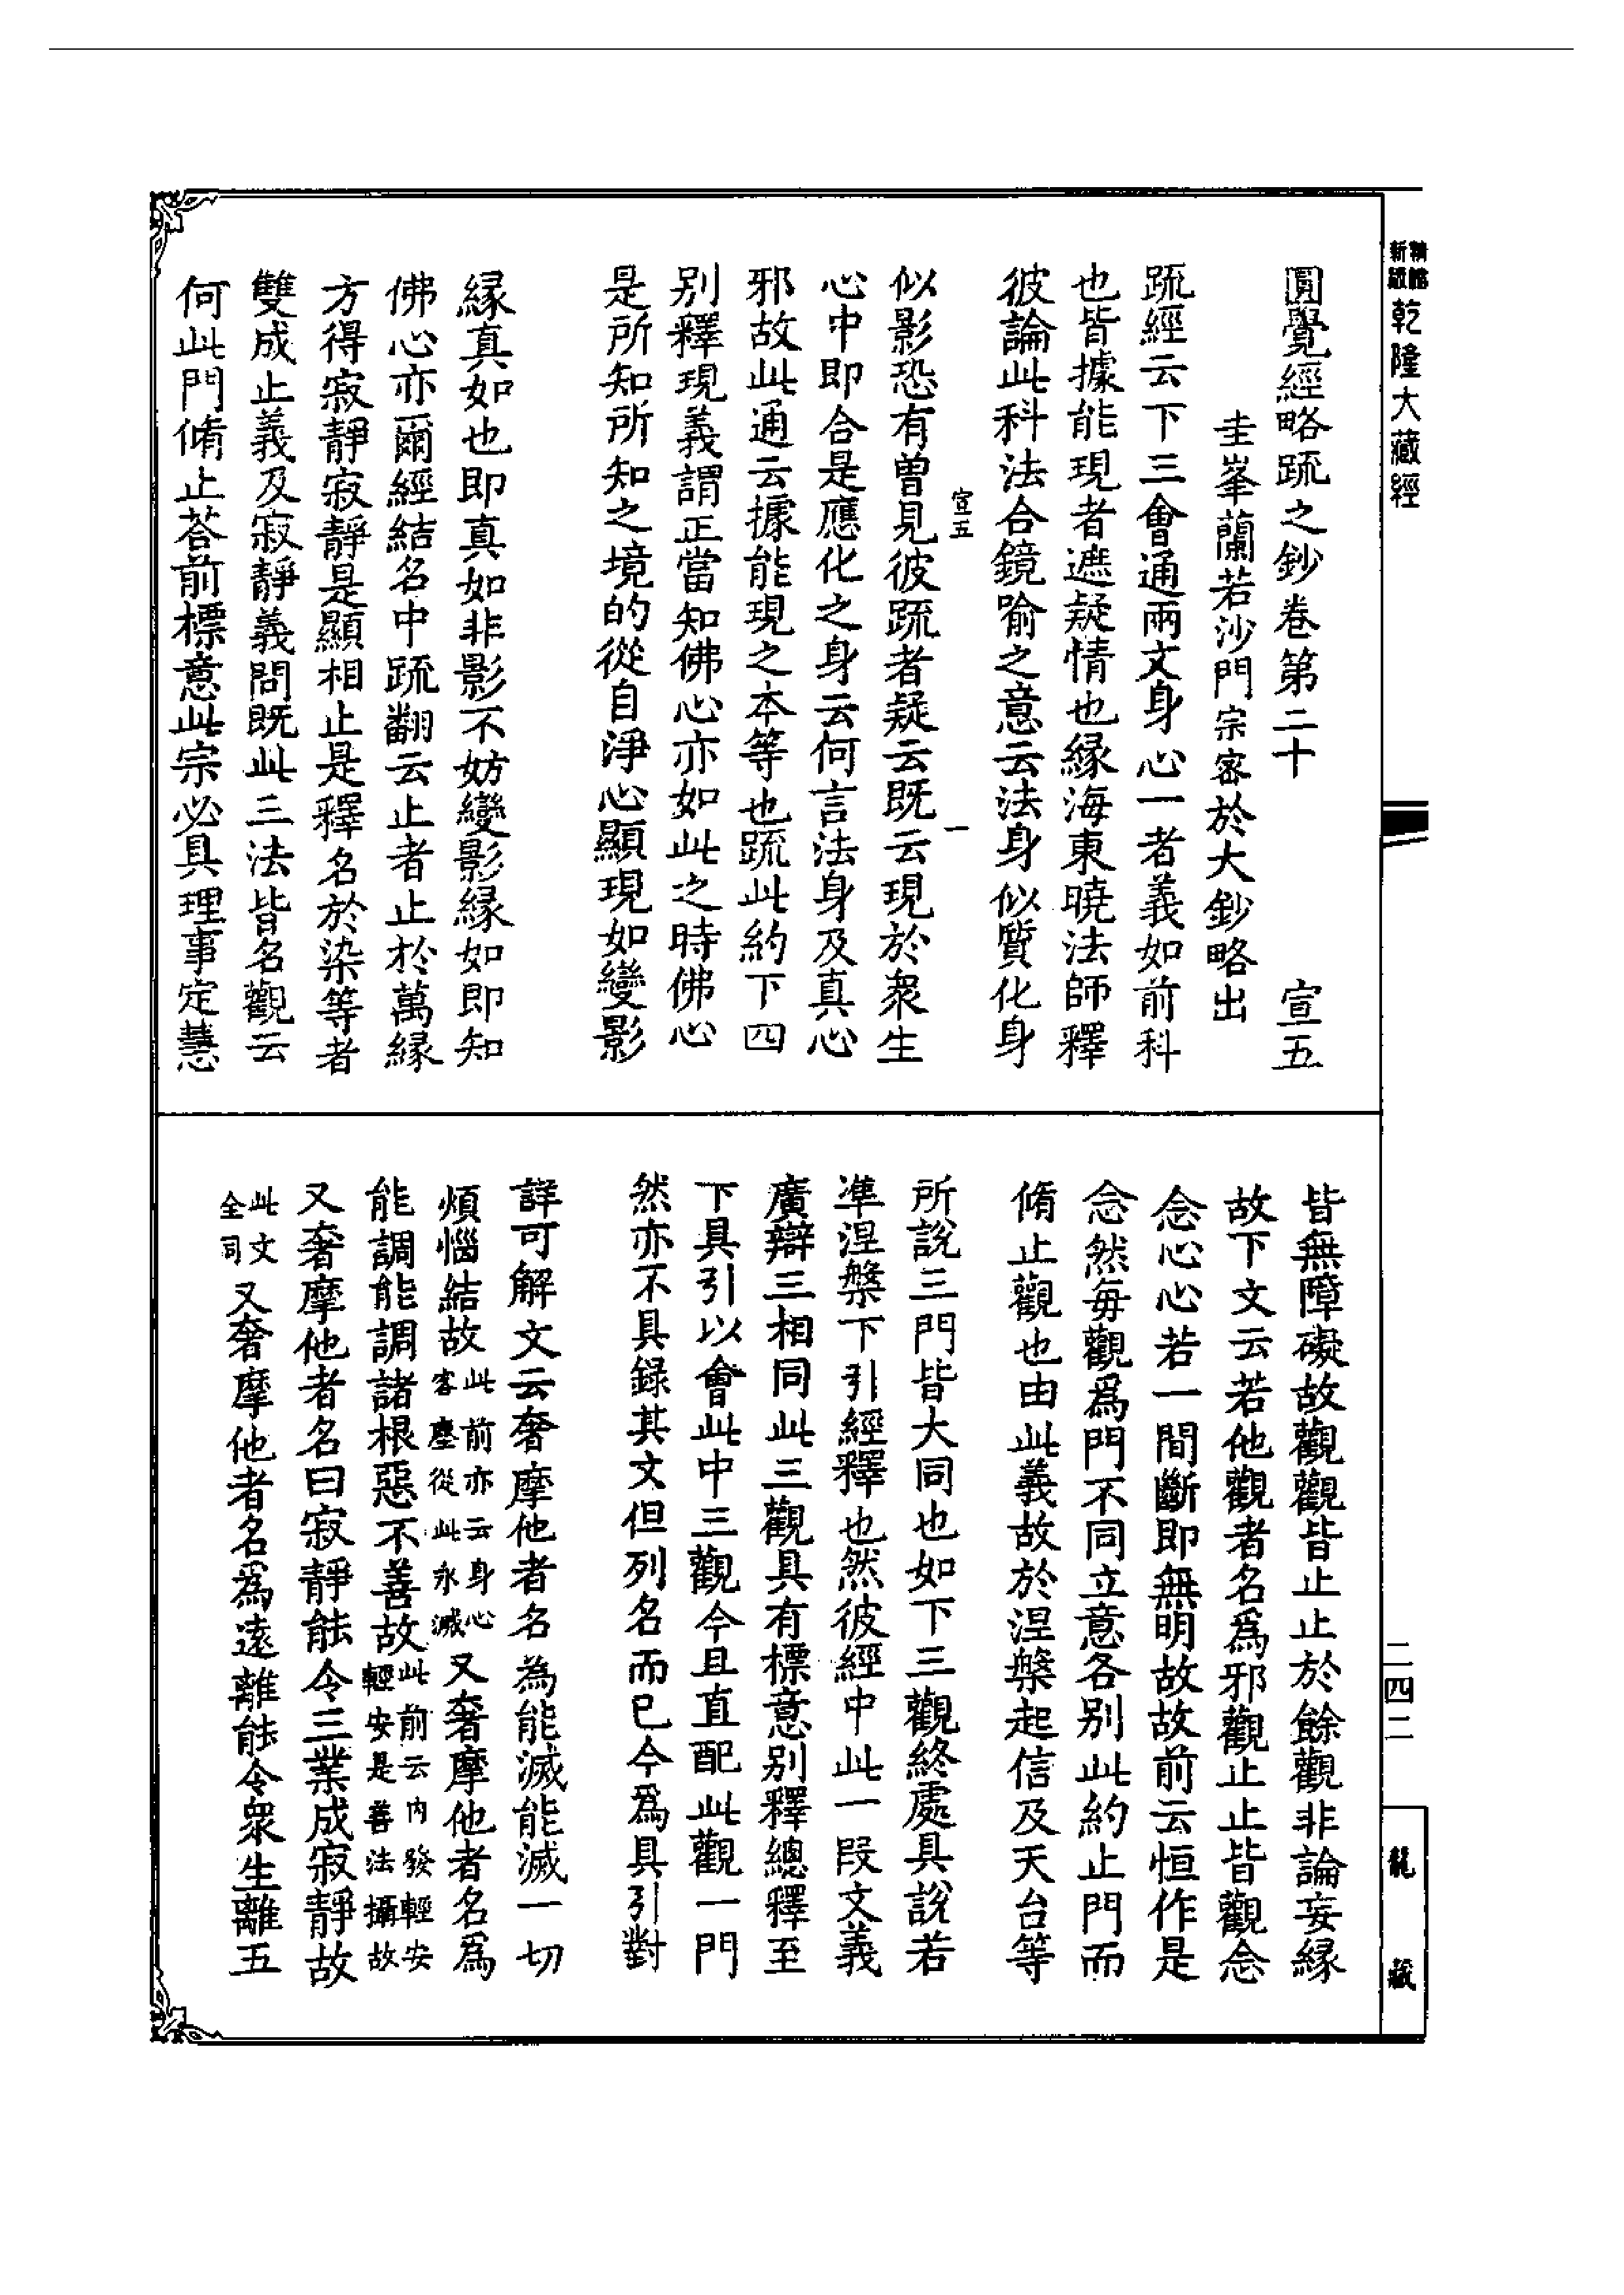 新編縮版 乾隆大藏經
圓覺經略䟽之鈔卷第二十 宣五
圭峯蘭若沙門宗密於大鈔略出
䟽經云下三會通兩文身心一者義如前科
也皆據能現者遮疑情也緣海東曉法師釋
彼論此科法合鏡喻之意云法身似質化身
宣五 一
似影恐有曾見彼䟽者疑云既云現於衆生
心中即合是應化之身云何言法身及真心
邪故此通云據能現之本等也䟽此約下四
別釋現義謂正當知佛心亦如此之時佛心
是所知所知之境的從自淨心顯現如變影
緣真如也即真如非影不妨變影緣如即知
佛心亦爾經結名中䟽翻云止者止於萬緣
方得寂靜寂靜是顯相止是釋名於染等者
雙成止義及寂靜義問既此三法皆名觀云
何此門脩止荅前標意此宗必具理事定慧
皆無障礙故觀觀皆止止於餘觀非論妄緣
故下文云若他觀者名爲邪觀止止皆觀念
念心心若一間斷即無明故故前云恒作是
念然每觀爲門不同立意各別此約止門而
脩止觀也由此義故於涅槃起信及天台等
所說三門皆大同也如下三觀終處具說若
準涅槃下引經釋也然彼經中此一段文義
廣辯三相同此三觀具有標意別釋總釋至
下具引以會此中三觀今且直配此觀一門
然亦不具録其文但列名而已今爲具引對
詳可解文云奢摩他者名為能滅能滅一切
煩惱結故此前亦云身心客塵從此永滅又奢摩他者名爲
能調能調諸根惡不善故此前云內發輕安輕安是善法攝故
又奢摩他者名曰寂靜能令三業成寂靜故
此文全同又奢摩他者名爲遠離能令衆生離五
二四二
龍藏